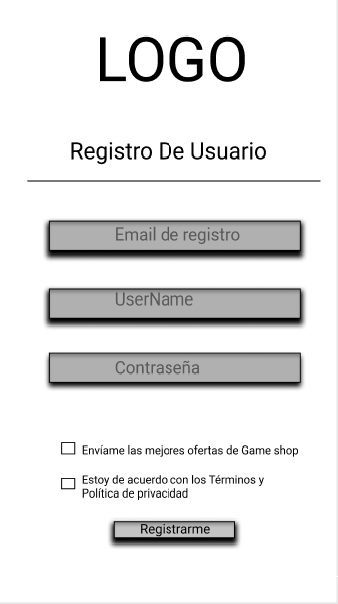 LOGO
Registro De Usuario
Email de registro
UserName
Contraseña
Envíame las mejores ofertas de Game shop
Estoy de acuerdo con los Términos y
Política de privacidad
Registrarme